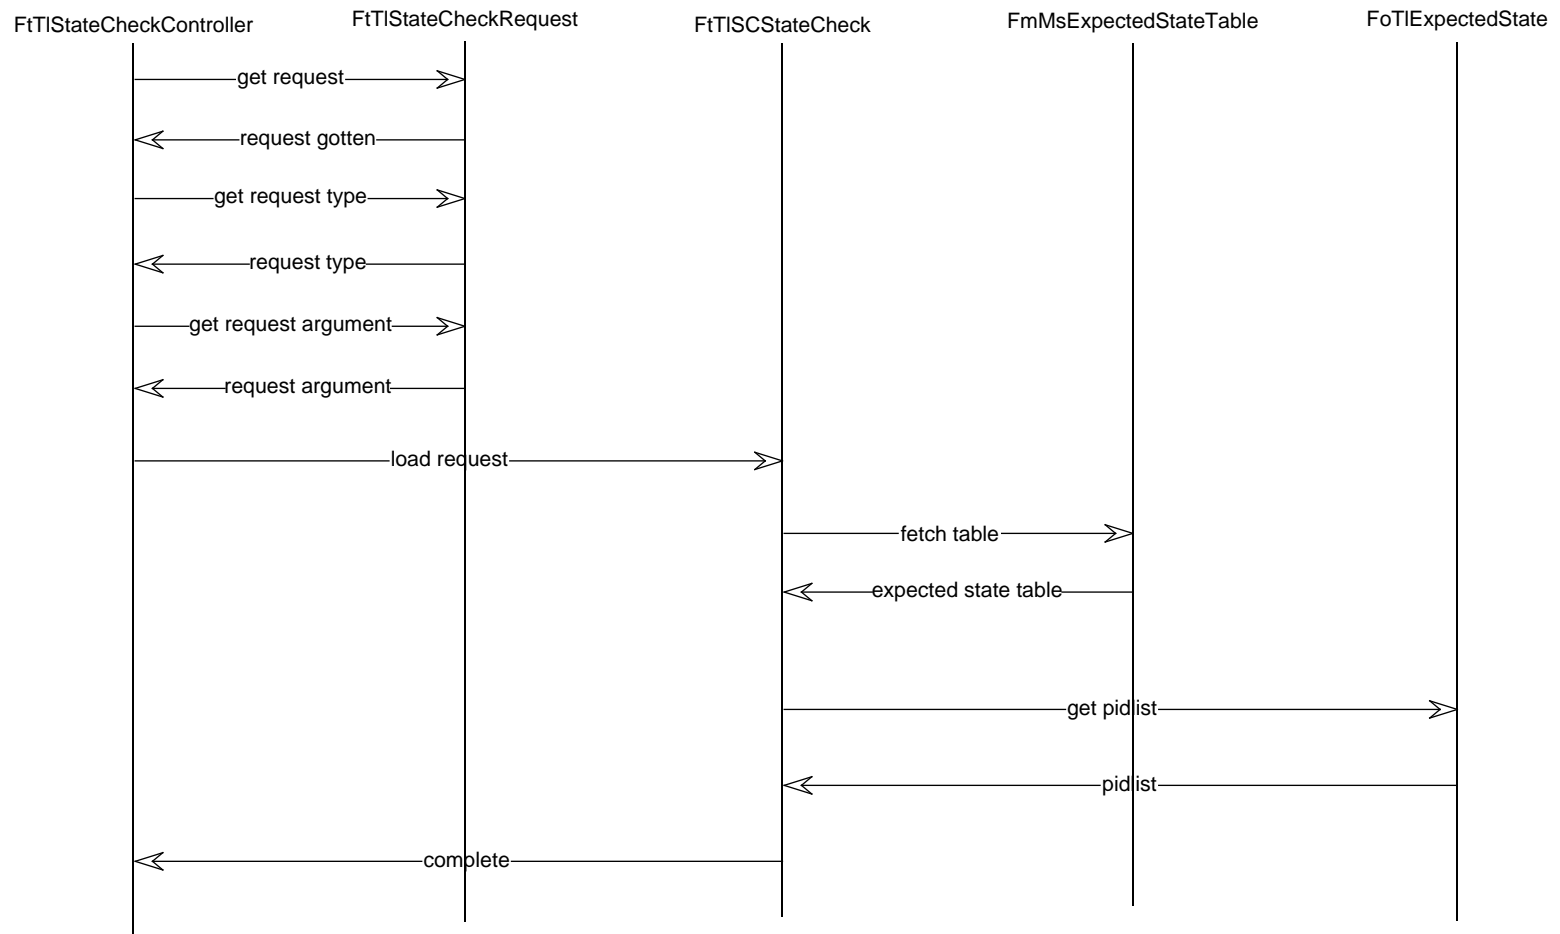 FtTlStateCheckController
FtTlStateCheckRequest
FtTlSCStateCheck
FmMsExpectedStateTable
FoTlExpectedState
get request
request gotten
get request type
request type
get request argument
request argument
load request
fetch table
expected state table
get pidlist
pidlist
complete